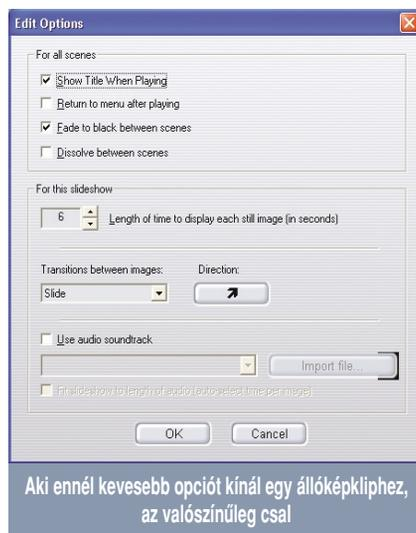 Edit Options
For all scenes
Show Title When Playing
Return to menu after playing
Fade to black between scenes
Dissolve between scenes
For this slideshow
6 Length of time to display each still image (in seconds)
Transitions between images: Direction:
Slide
Use audio soundtrack
Import file...
Fit slideshow to length of audio (auto-select time per image)
OK Cancel
Aki ennél kevesebb opciót kínál egy állóképkliphez,
az valószínűleg csal